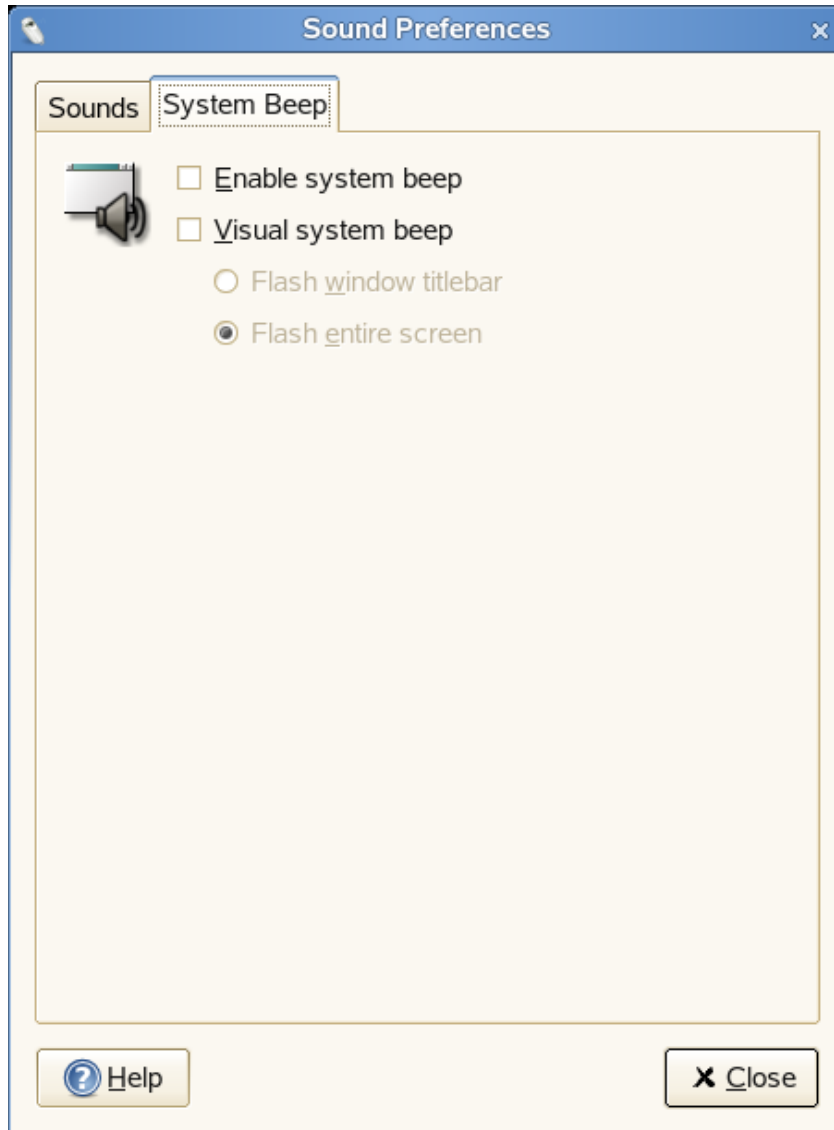 Sound Preferences
Sounds System Beep
Enable system beep
Visual system beep
Flash window titlebar
Flash entire screen
Help Close